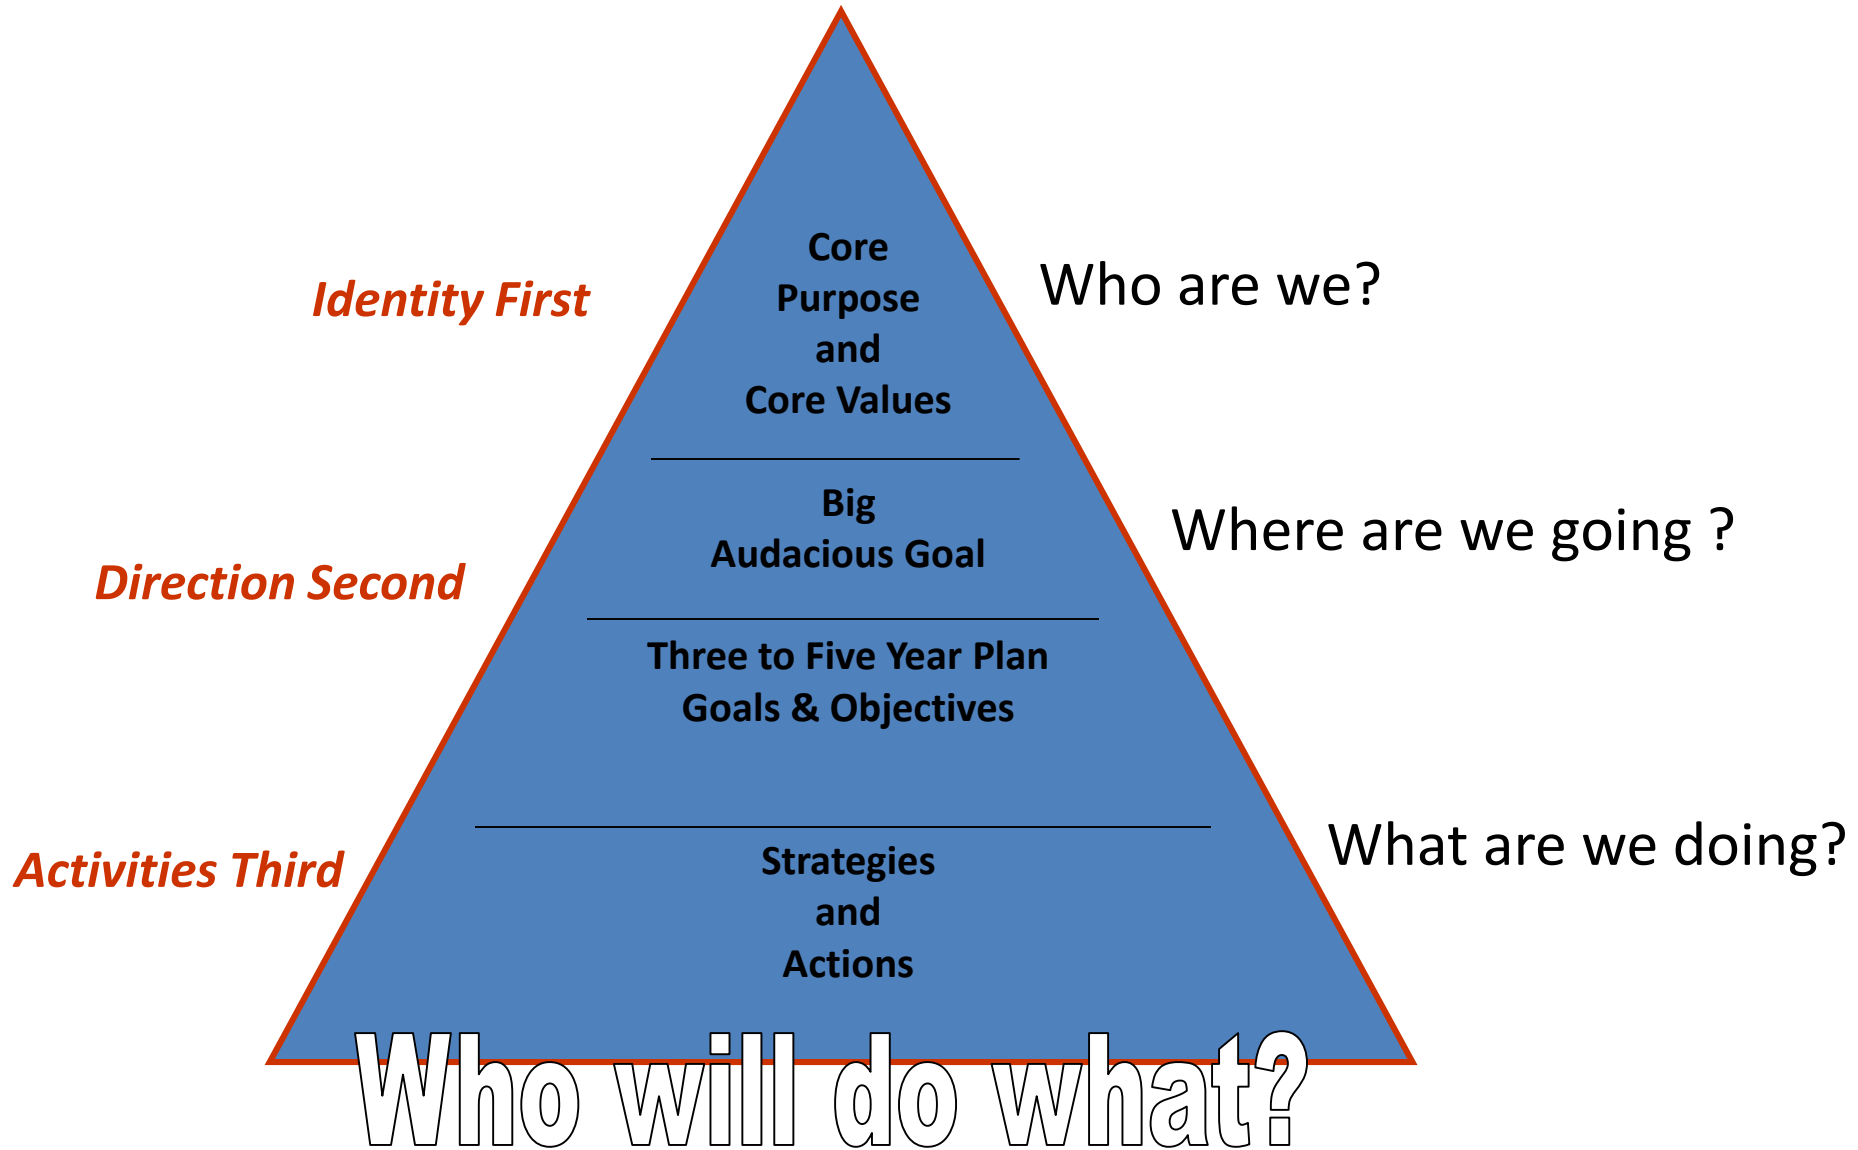 Core
Purpose
and
Core Values
Identity First
Who are we?
Big
Audacious Goal
Direction Second
Where are we going ?
Three to Five Year Plan
Goals & Objectives
Activities Third
What are we doing?
Strategies
and
Actions
Who will do what?